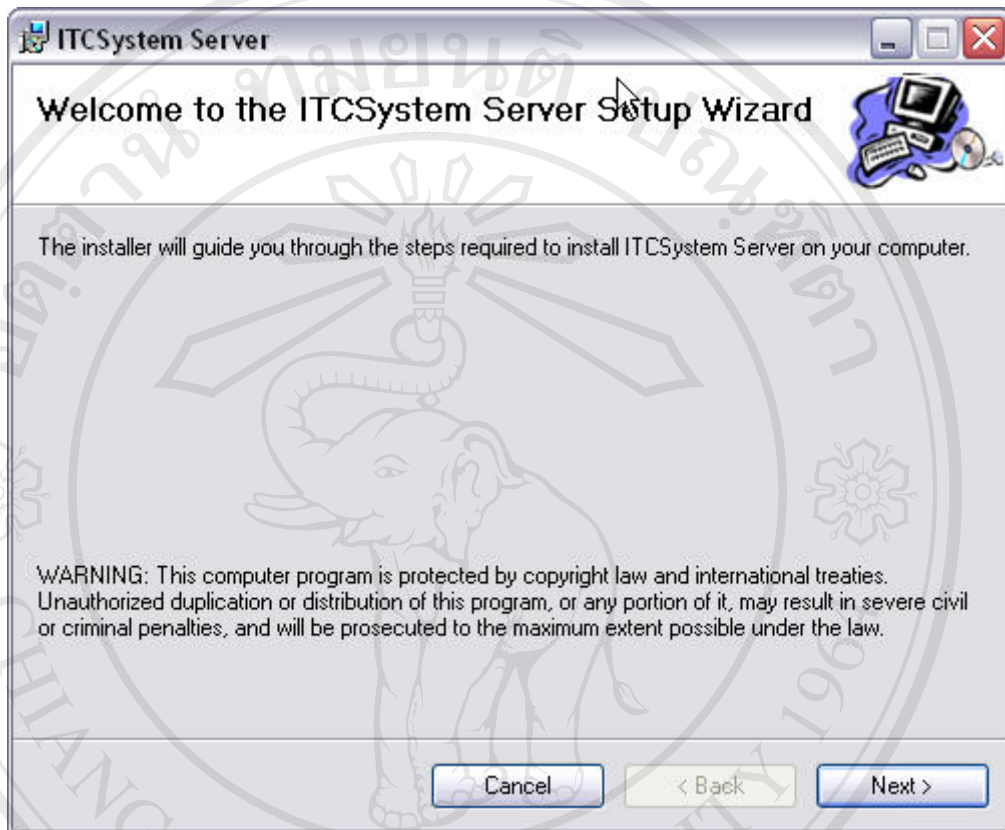 ITCSystem Server
Welcome to the ITCSystem Server Setup Wizard
The installer will guide you through the steps required to install ITCSystem Server on your computer.
WARNING: This computer program is protected by copyright law and international treaties.
Unauthorized duplication or distribution of this program, or any portion of it, may result in severe civil
or criminal penalties, and will be prosecuted to the maximum extent possible under the law.
Cancel
< Back
Next >